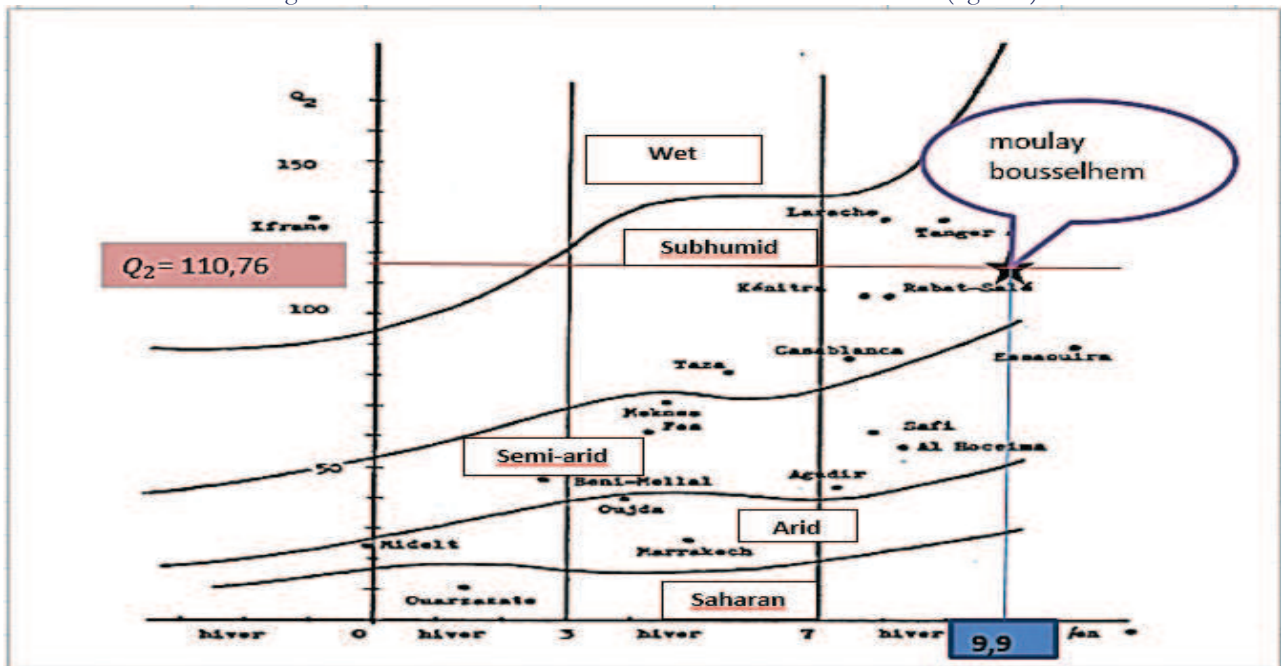 Q2
Wet
moulay
bousselhem
150
Ifrane
Larache
Tanger
Subhumid
Q2= 110,76
Kénitra
Rabat-Salé
100
Casablanca
Essaouira
Taza
Meknes
Fes
Safi
Al Hoceima
Semi-arid
50
Beni-Mellal
Agadir
Oujda
Arid
Midelt
Marrakech
Ouarzazate
Saharan
hiver 0 hiver 3 hiver 7 hiver 9,9